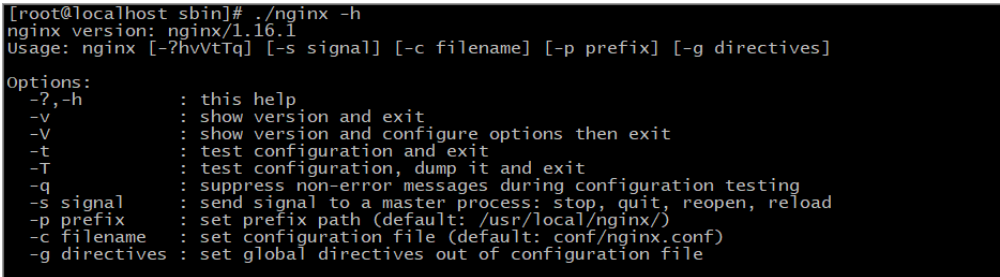 [root@localhost sbin]# ./nginx -h
nginx version: nginx/1.16.1
Usage: nginx [-?hvVtTq] [-s signal] [-c filename] [-p prefix] [-g directives]

Options:
  -?,-h         : this help
  -v            : show version and exit
  -V            : show version and configure options then exit
  -t            : test configuration and exit
  -T            : test configuration, dump it and exit
  -q            : suppress non-error messages during configuration testing
  -s signal     : send signal to a master process: stop, quit, reopen, reload
  -p prefix     : set prefix path (default: /usr/local/nginx/)
  -c filename   : set configuration file (default: conf/nginx.conf)
  -g directives : set global directives out of configuration file